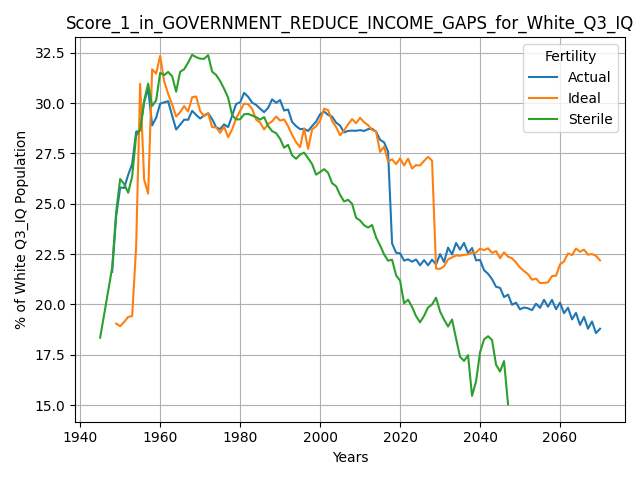 Score_1_in_GOVERNMENT_REDUCE_INCOME_GAPS_for_White_Q3_IQ
Fertility
Actual
Ideal
Sterile
% of White Q3_IQ Population
32.5
30.0
27.5
25.0
22.5
20.0
17.5
15.0
1940 1960 1980 2000 2020 2040 2060
Years